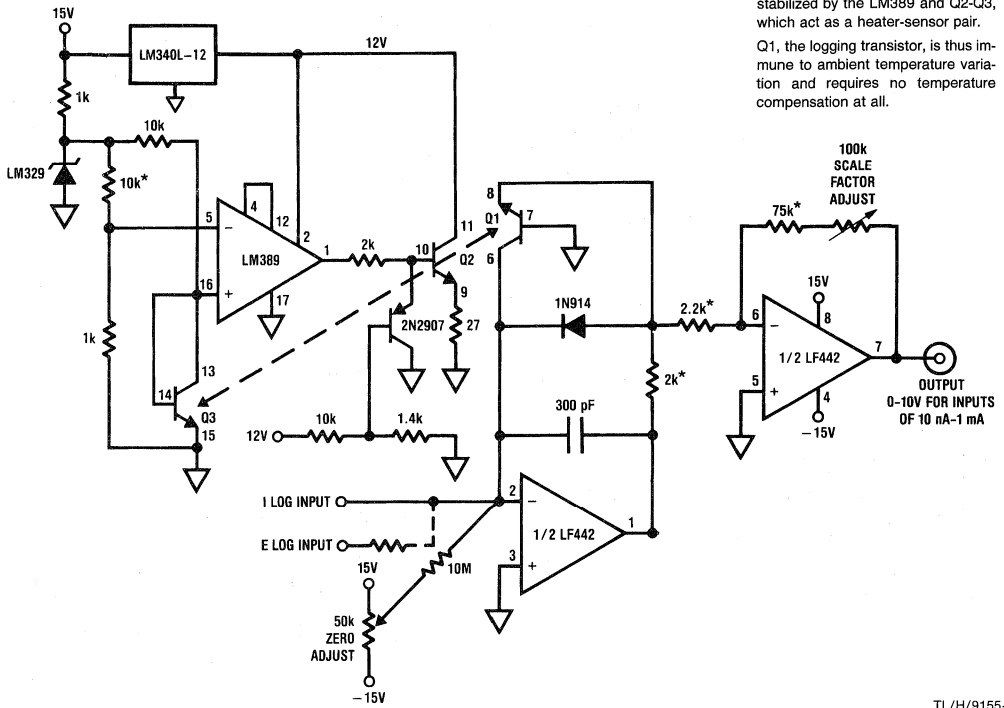 stabilized by the LM389 and Q2-Q3,
which act as a heater-sensor pair.
Q1, the logging transistor, is thus im-
mune to ambient temperature varia-
tion and requires no temperature
compensation at all.
15V
LM340L–12
12V
1k
10k
LM329
10k*
5
4
12
2
–
LM389
1
2k
10
11
Q2
9
16
+
17
2N2907
27
1k
13
14
Q3
15
12V
10k
1.4k
8
Q1
7
6
1N914
2.2k*
2k*
300 pF
100k
SCALE
FACTOR
ADJUST
75k*
15V
6
–
8
1/2 LF442
7
5
+
4
–15V
OUTPUT
0-10V FOR INPUTS
OF 10 nA–1 mA
I LOG INPUT
2
–
1/2 LF442
1
3
+
E LOG INPUT
10M
15V
50k
ZERO
ADJUST
–15V
TL/H/9155-